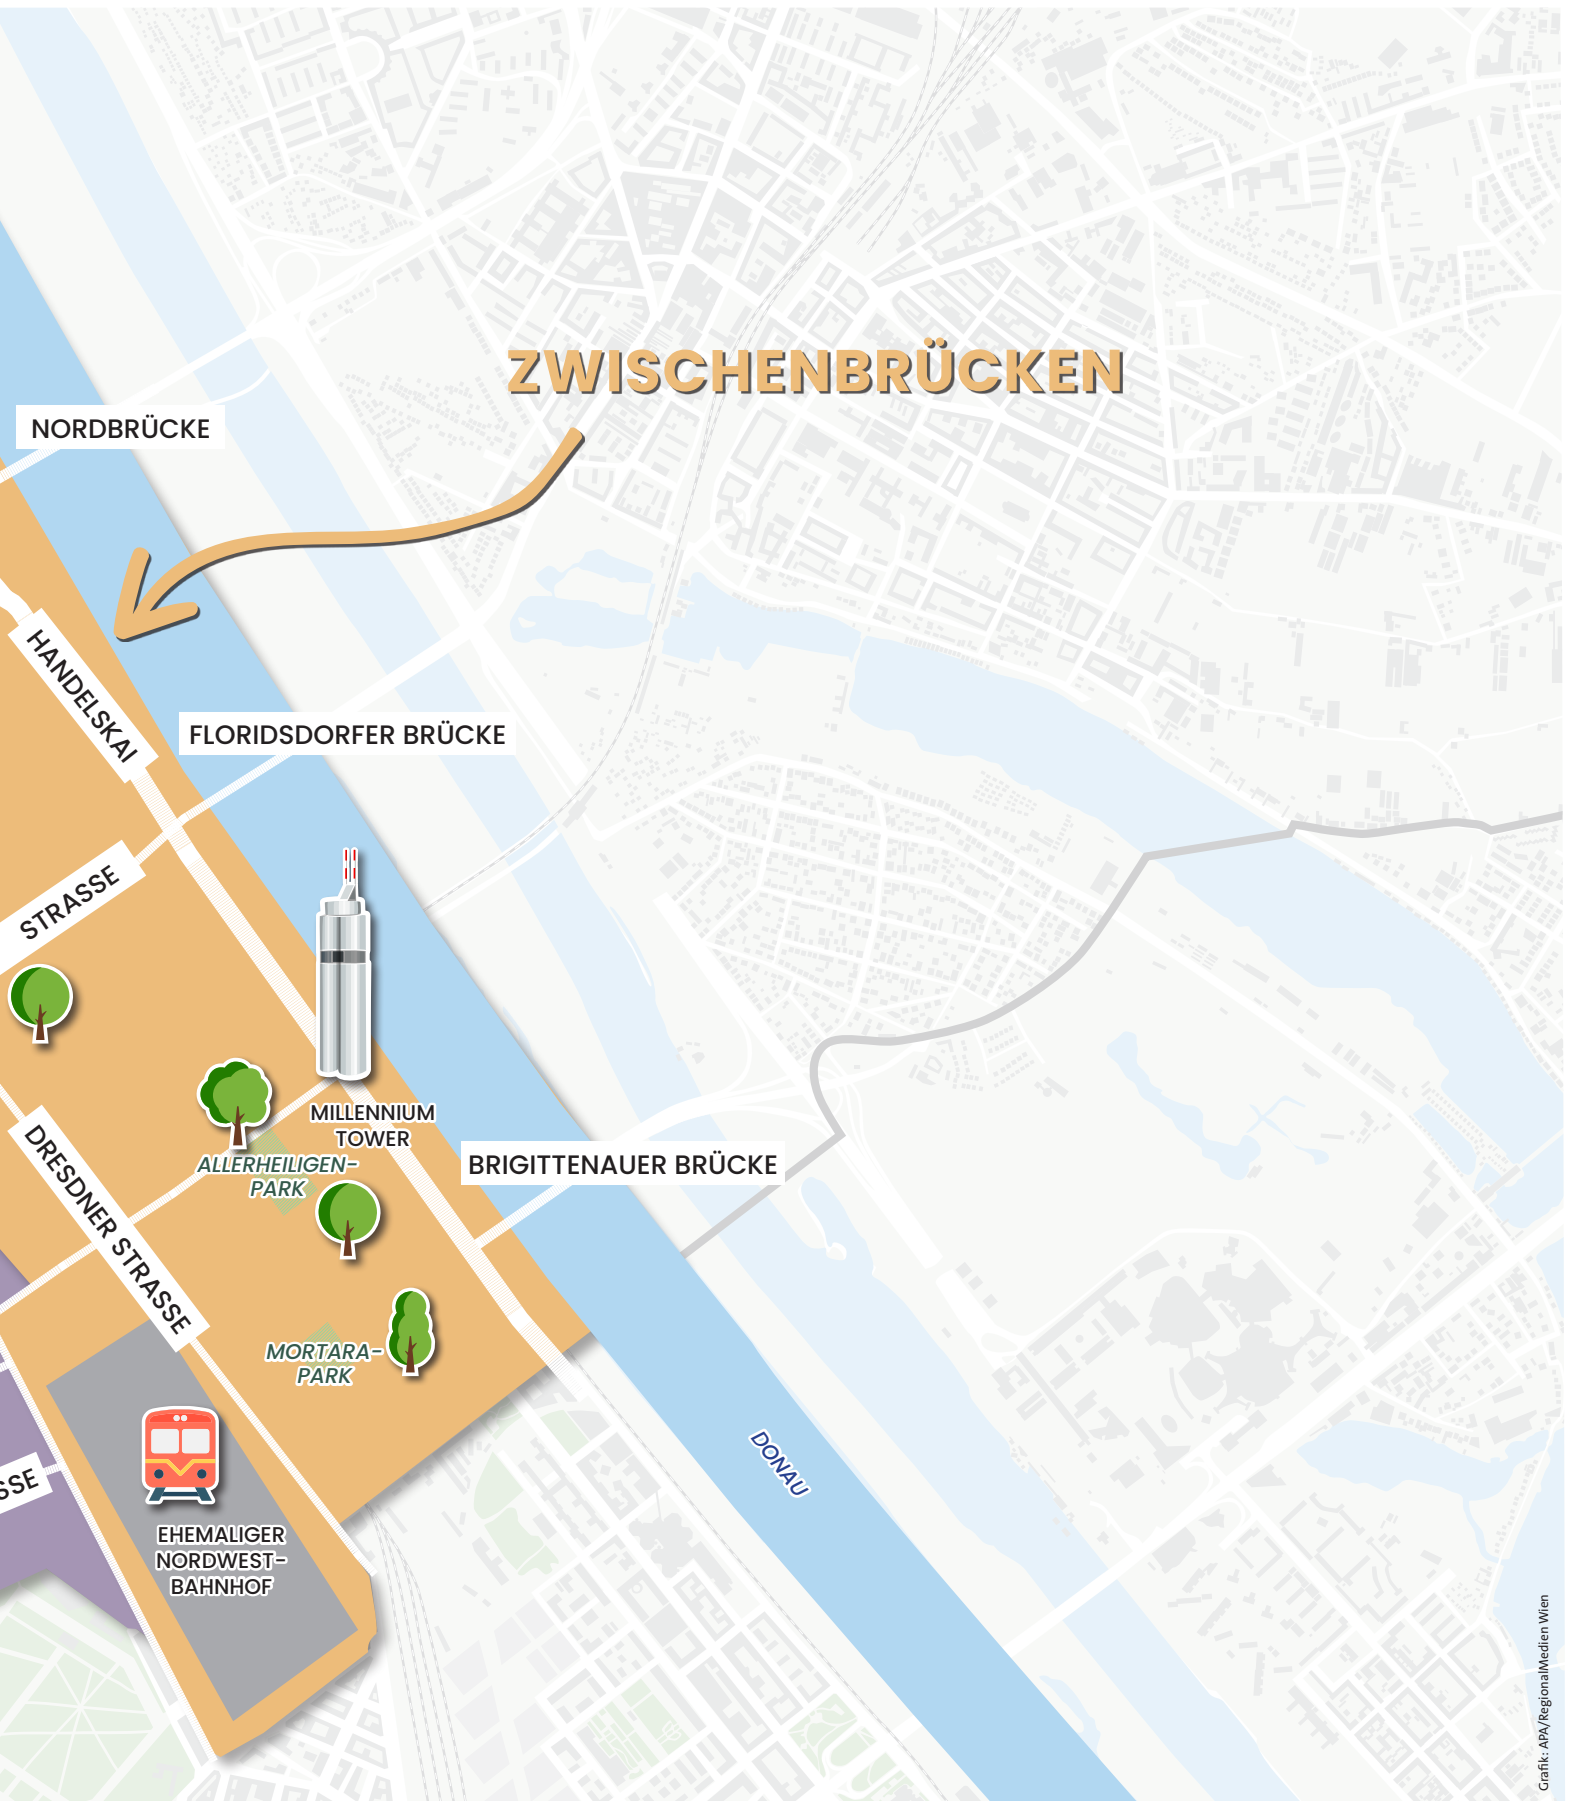 ZWISCHENBRÜCKEN
NORDBRÜCKE
HANDELSKAI
FLORIDSDORFER BRÜCKE
STRASSE
MILLENNIUM
TOWER
ALLERHEILIGEN-
PARK
DRESDNER STRASSE
BRIGITTENAUER BRÜCKE
MORTARA-
PARK
DONAU
SSE
EHEMALIGER
NORDWEST-
BAHNHOF
Grafik: APA/RegionalMedien Wien